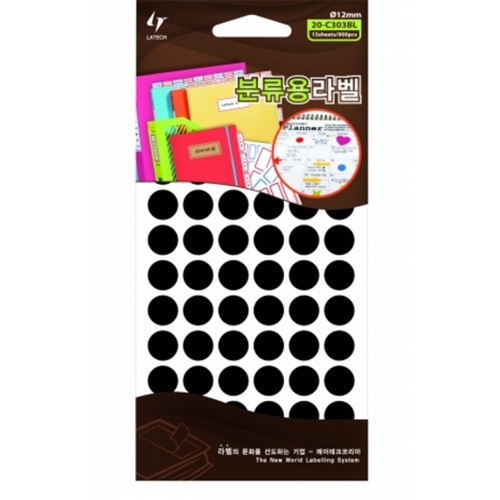 LATECH
Ø12mm
20-C303BL
15sheets/900pcs
분류용라벨
Planner
라벨의 문화를 선도하는 기업 - 레이테크코리아
The New World Labelling System